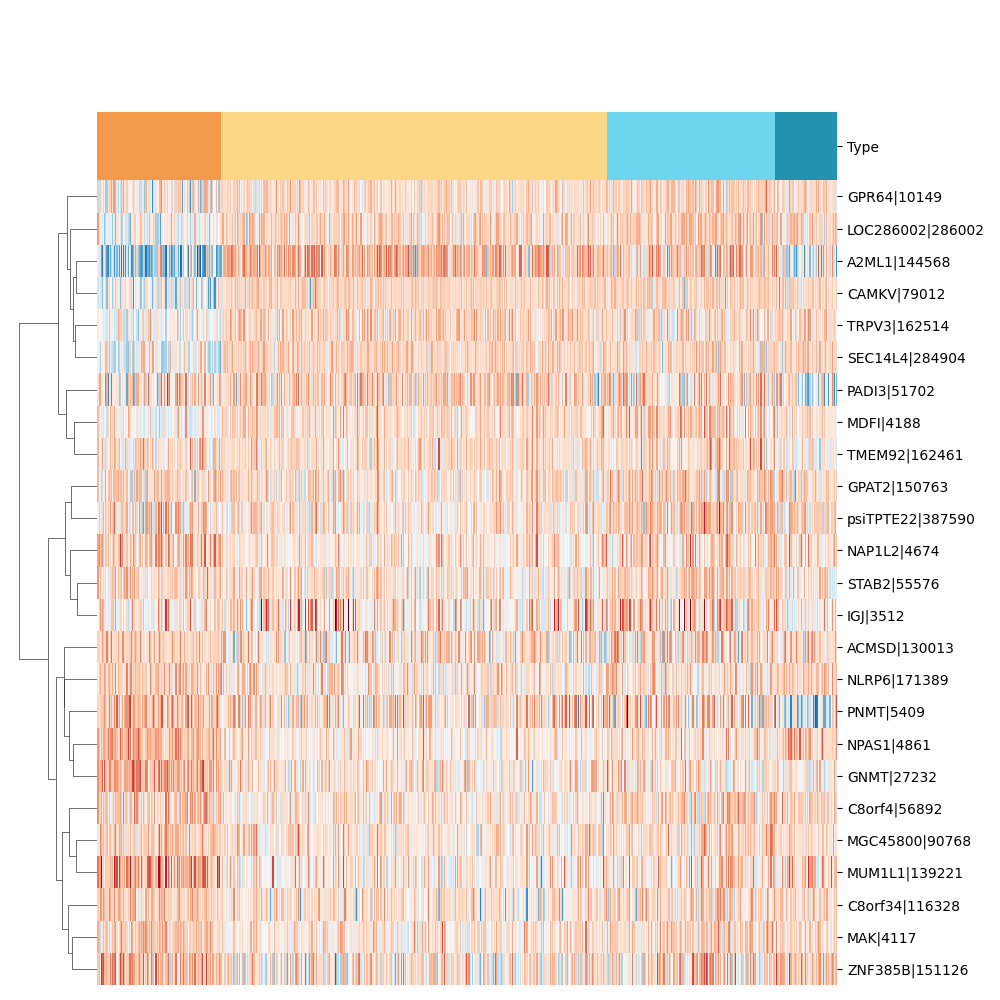 Type
GPR64|10149
LOC286002|286002
A2ML1|144568
CAMKV|79012
TRPV3|162514
SEC14L4|284904
PADI3|51702
MDFI|4188
TMEM92|162461
GPAT2|150763
psiTPTE22|387590
NAP1L2|4674
STAB2|55576
IGJ|3512
ACMSD|130013
NLRP6|171389
PNMT|5409
NPAS1|4861
GNMT|27232
C8orf4|56892
MGC45800|90768
MUM1L1|139221
C8orf34|116328
MAK|4117
ZNF385B|151126